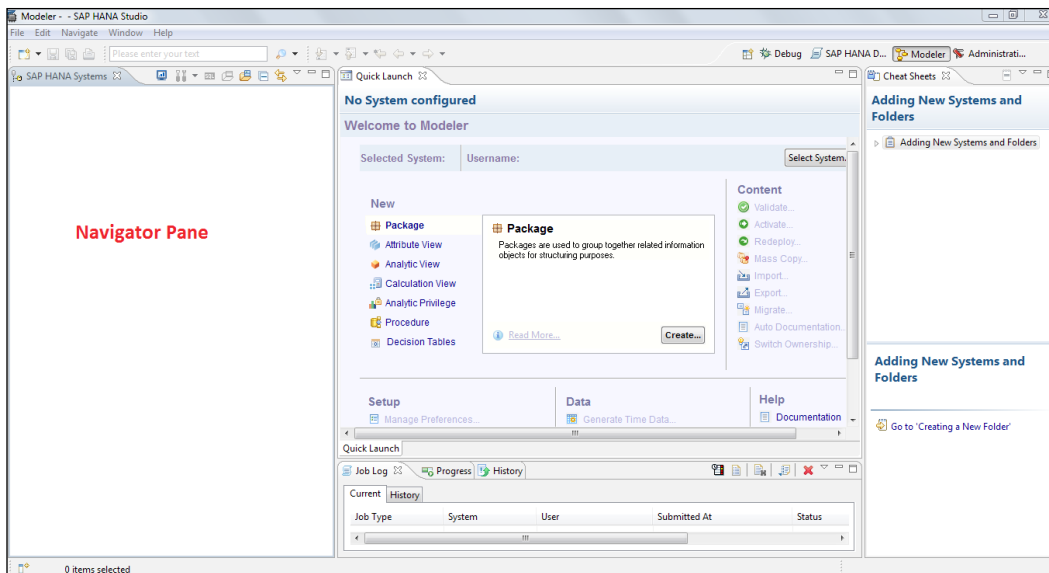 Modeler - - SAP HANA Studio
File Edit Navigate Window Help
Please enter your text
Debug SAP HANA D... Modeler Administrati...
SAP HANA Systems
Navigator Pane
Quick Launch
No System configured
Welcome to Modeler
Selected System: Username: Select System.
New
Package
Attribute View
Analytic View
Calculation View
Analytic Privilege
Procedure
Decision Tables
Package
Packages are used to group together related information
objects for structuring purposes.
Read More... Create...
Content
Validate...
Activate...
Redeploy...
Mass Copy...
Import...
Export...
Migrate...
Auto Documentation.
Switch Ownership...
Setup
Manage Preferences...
Data
Generate Time Data...
Help
Documentation
Quick Launch
Job Log Progress History
Current History
Job Type System User Submitted At Status
Cheat Sheets
Adding New Systems and
Folders
Adding New Systems and Folders
Adding New Systems and
Folders
Go to 'Creating a New Folder'
0 items selected